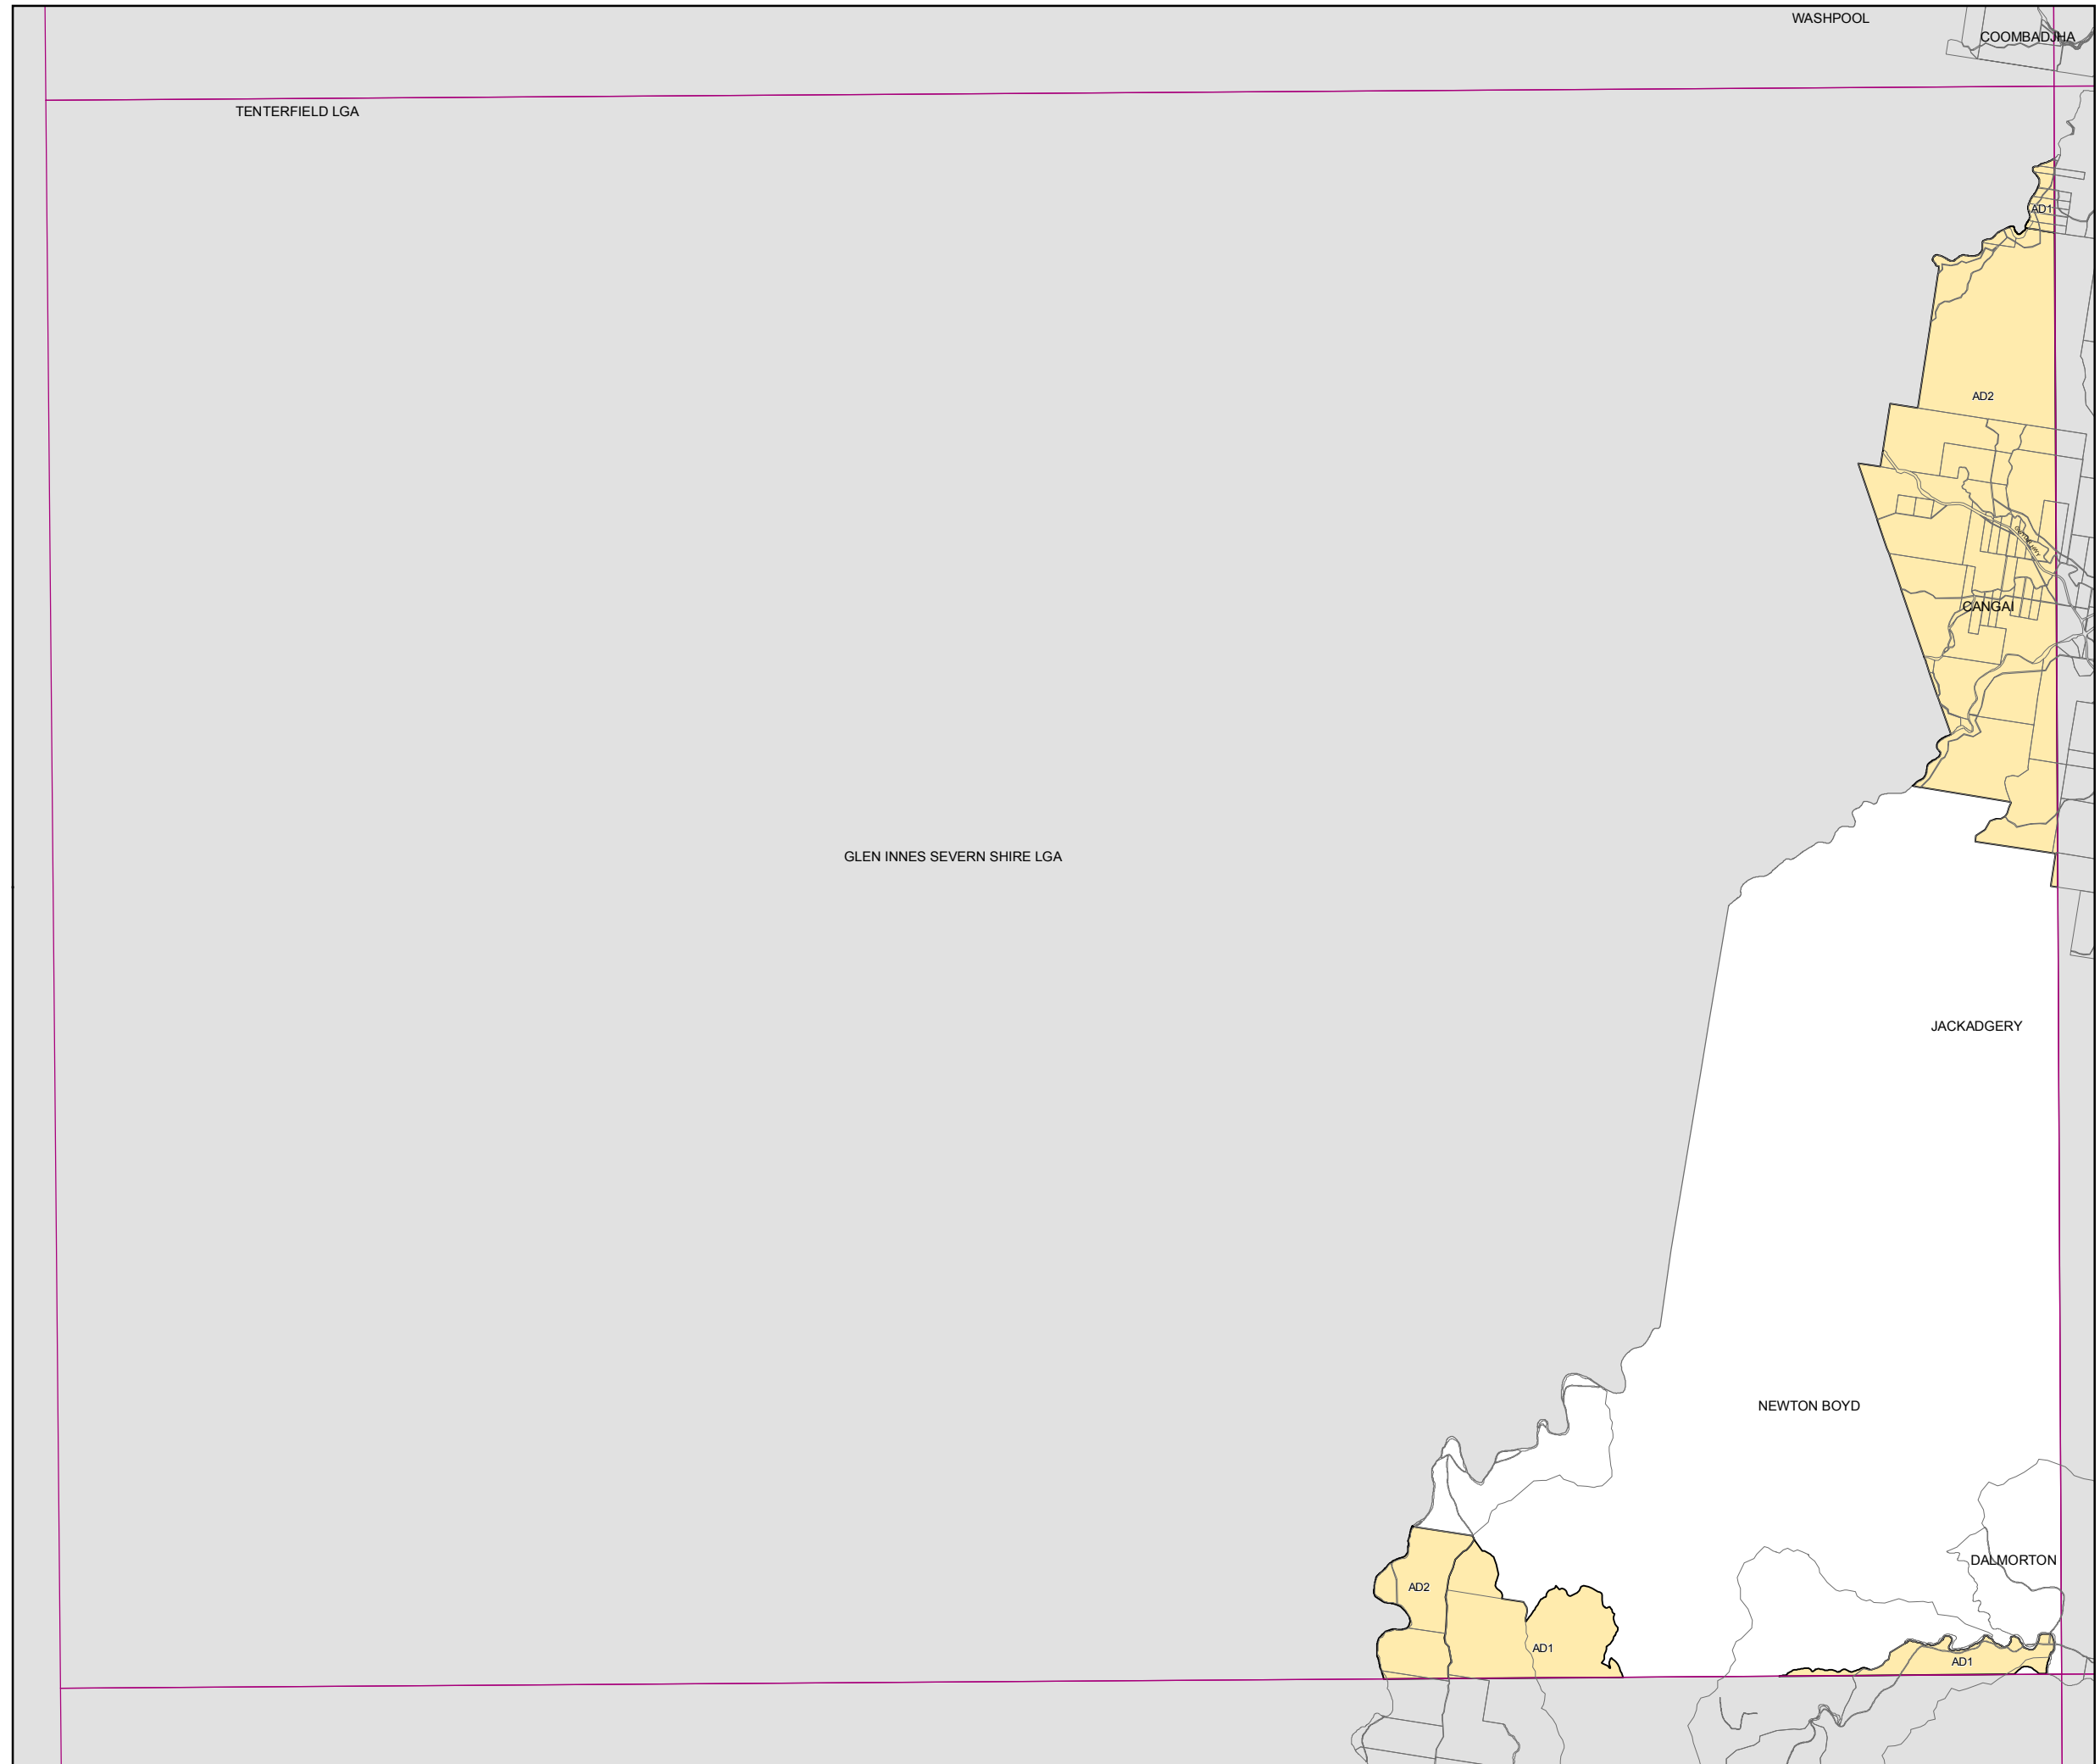 WASHPOOL
COOMBADJHA
TENTERFIELD LGA
AD1
AD2
CANGAI
GLEN INNES SEVERN SHIRE LGA
JACKADGERY
NEWTON BOYD
DALMORTON
AD2
AD1
AD1